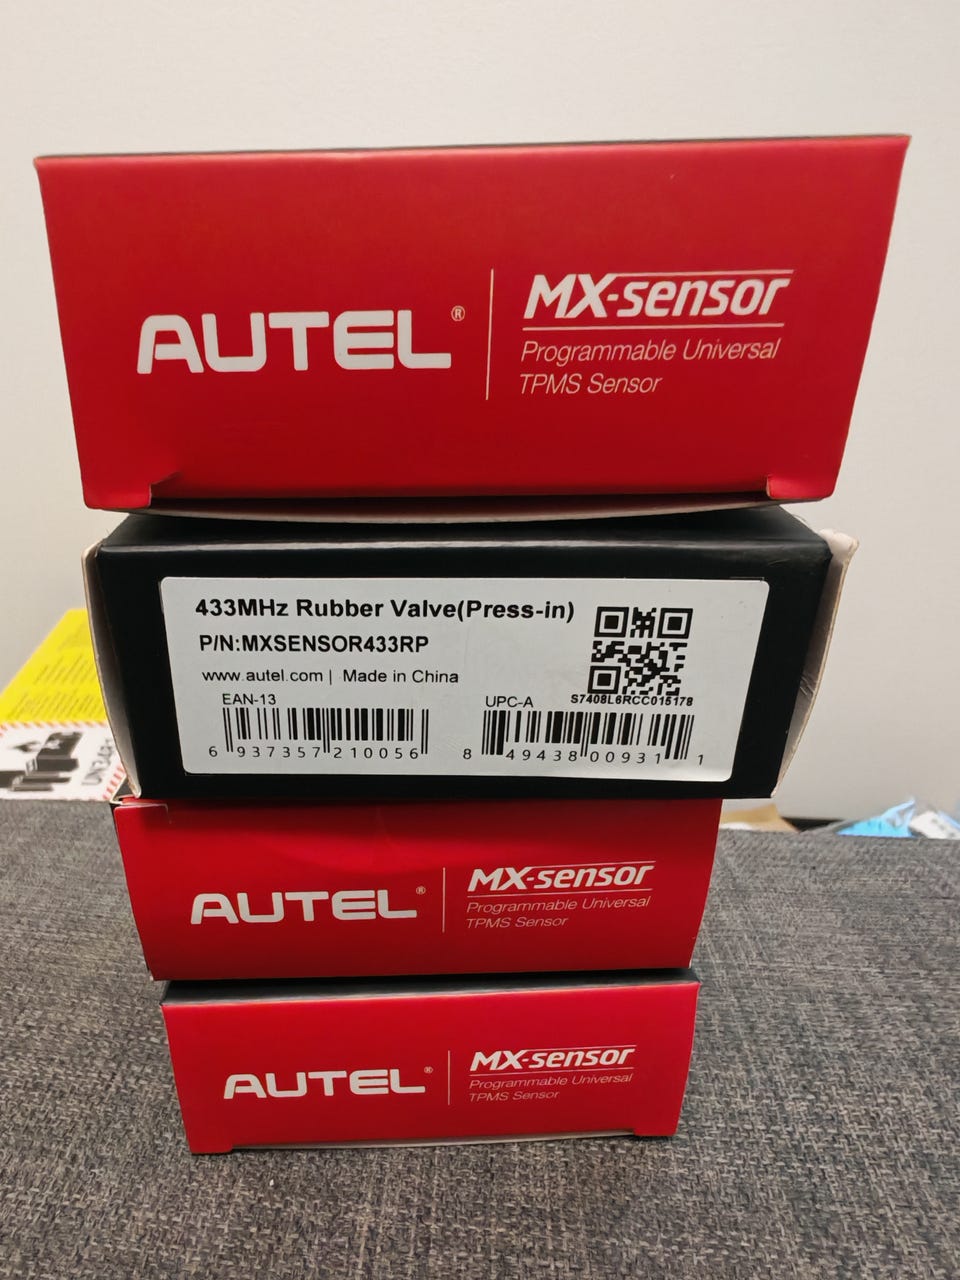 AUTEL®
MX-sensor
Programmable Universal
TPMS Sensor
433MHz Rubber Valve(Press-in)
P/N:MXSENSOR433RP
www.autel.com | Made in China
S7408L6RCC015178
EAN-13
UPC-A
6 937357 210056
8 49438 00931 1
UN3481
AUTEL®
MX-sensor
Programmable Universal
TPMS Sensor
AUTEL®
MX-sensor
Programmable Universal
TPMS Sensor